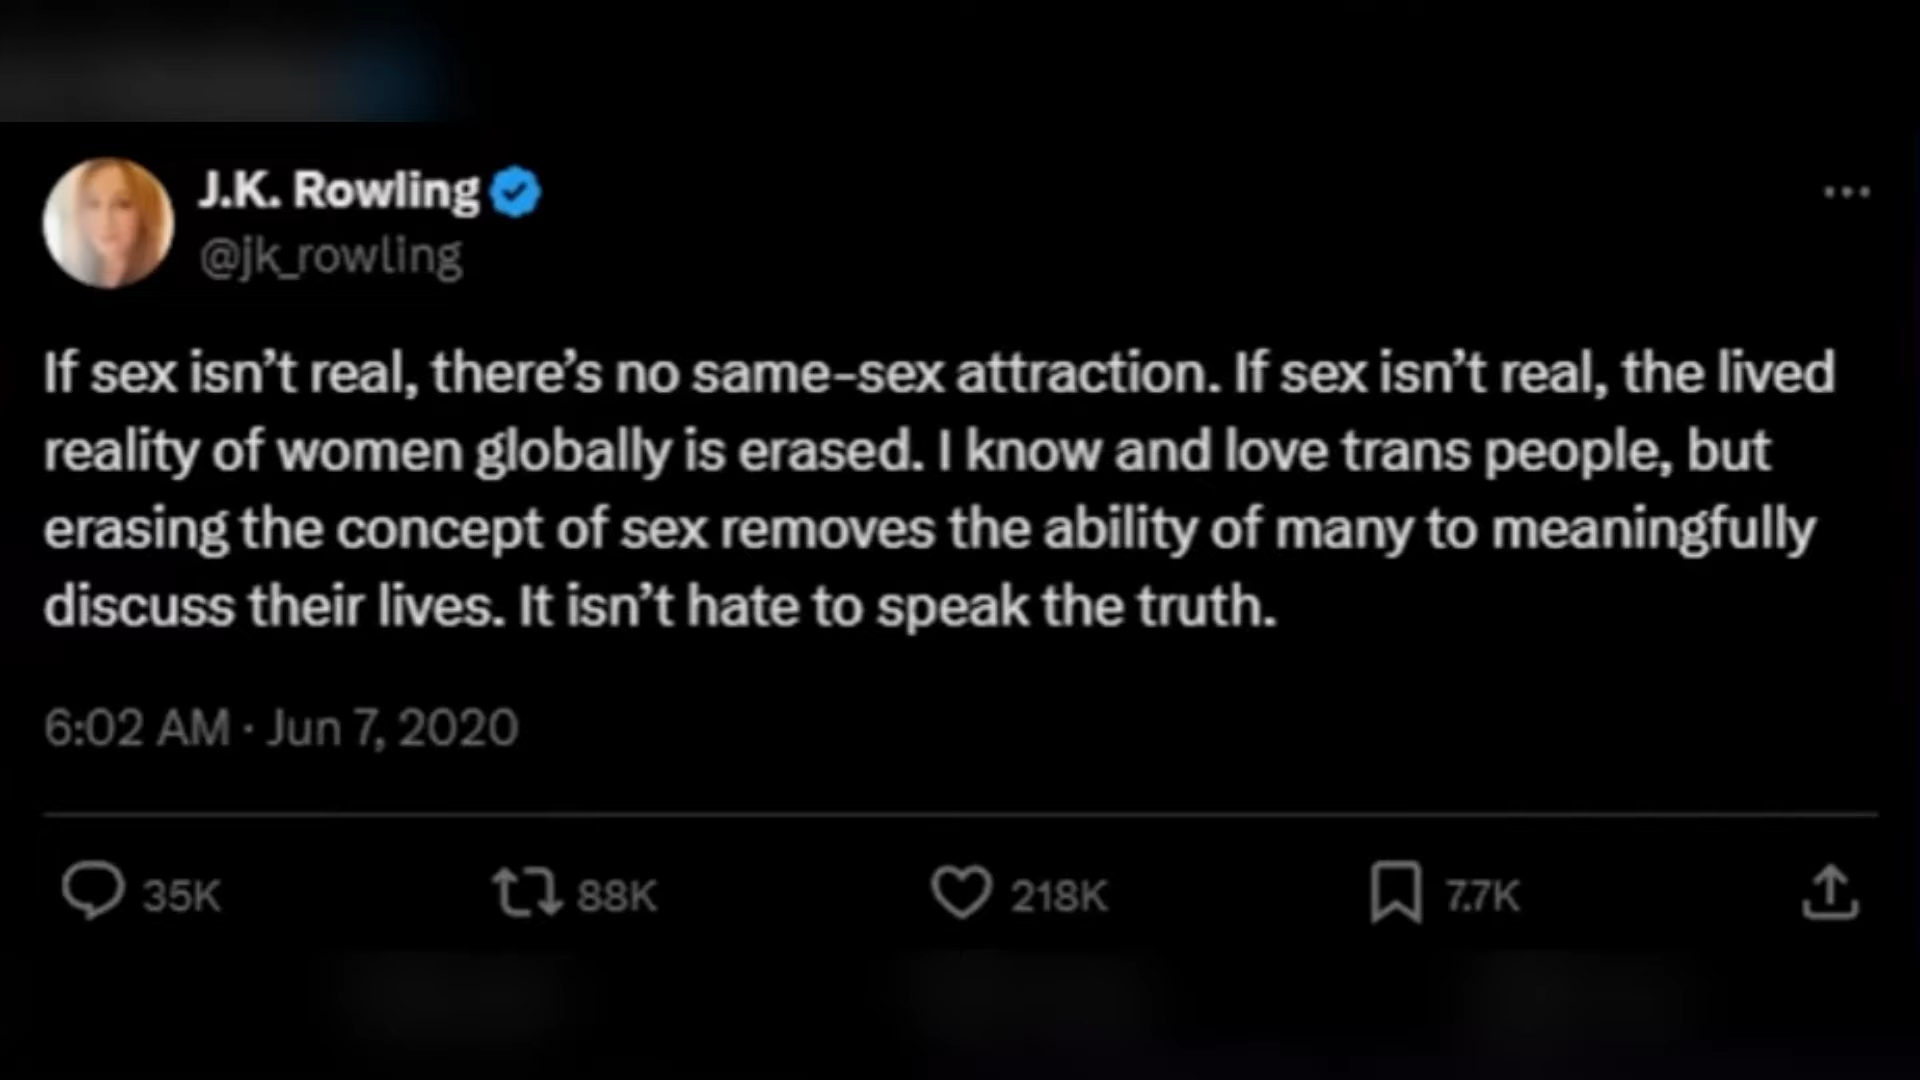 J.K. Rowling
@jk_rowling
If sex isn’t real, there’s no same-sex attraction. If sex isn’t real, the lived
reality of women globally is erased. I know and love trans people, but
erasing the concept of sex removes the ability of many to meaningfully
discuss their lives. It isn’t hate to speak the truth.
6:02 AM · Jun 7, 2020
35K 88K 218K 7.7K